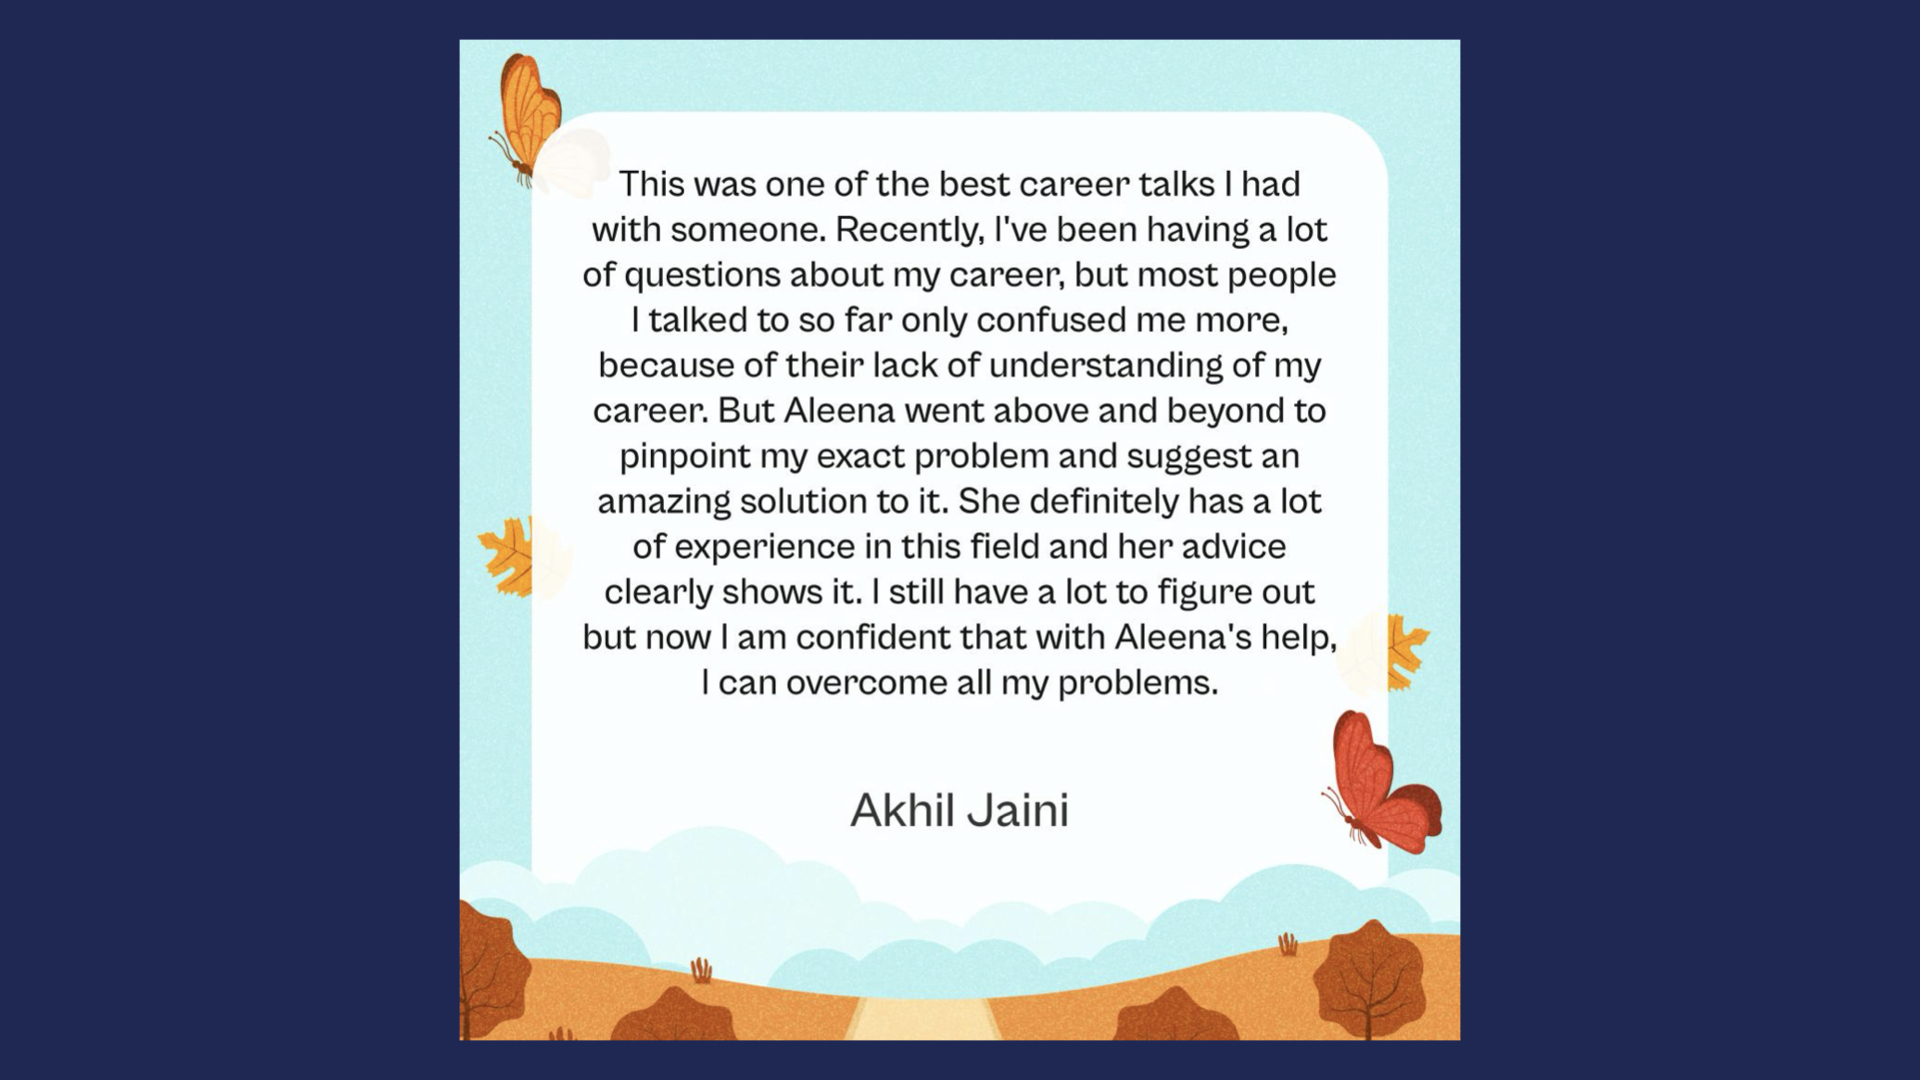 This was one of the best career talks I had
with someone. Recently, I've been having a lot
of questions about my career, but most people
I talked to so far only confused me more,
because of their lack of understanding of my
career. But Aleena went above and beyond to
pinpoint my exact problem and suggest an
amazing solution to it. She definitely has a lot
of experience in this field and her advice
clearly shows it. I still have a lot to figure out
but now I am confident that with Aleena's help,
I can overcome all my problems.
Akhil Jaini